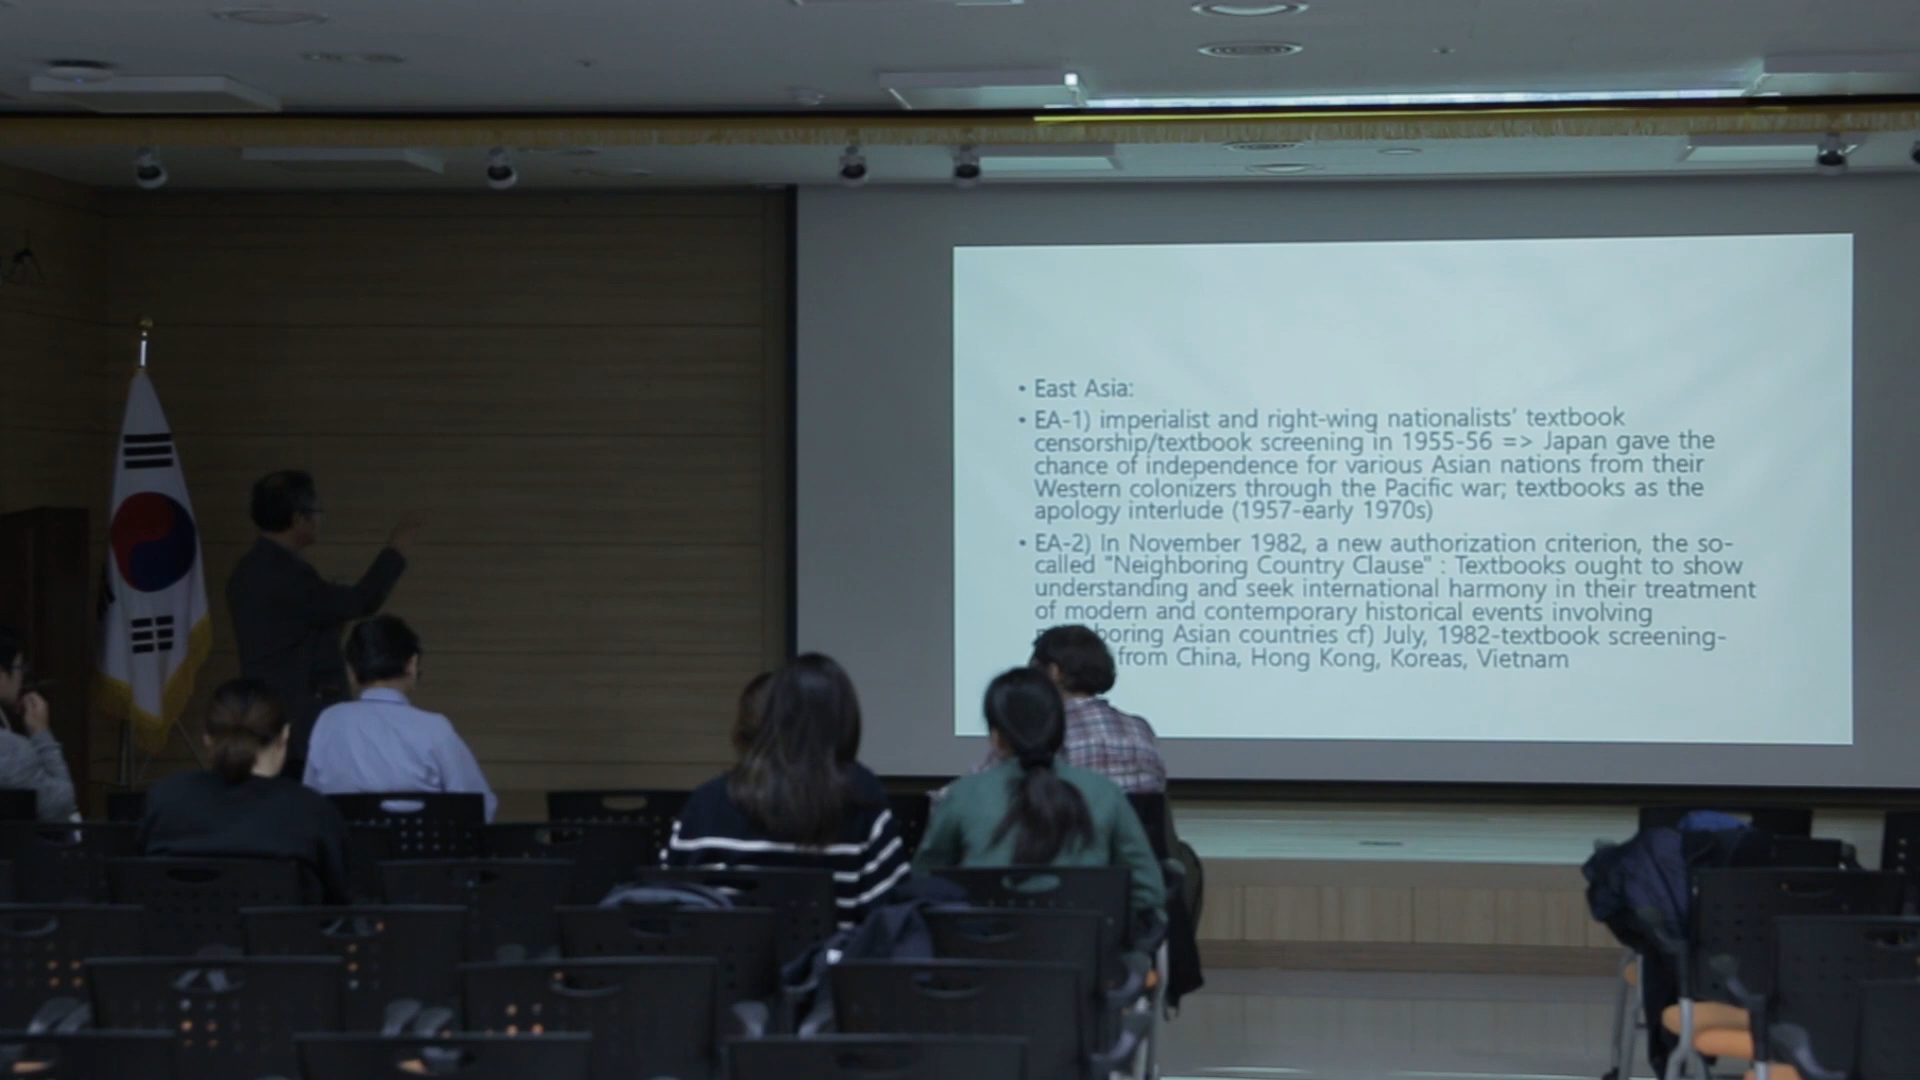 • East Asia:
• EA-1) imperialist and right-wing nationalists' textbook
censorship/textbook screening in 1955-56 => Japan gave the
chance of independence for various Asian nations from their
Western colonizers through the Pacific war; textbooks as the
apology interlude (1957-early 1970s)
• EA-2) In November 1982, a new authorization criterion, the so-
called "Neighboring Country Clause" : Textbooks ought to show
understanding and seek international harmony in their treatment
of modern and contemporary historical events involving
Asian countries cf) July, 1982-textbook screening-
from China, Hong Kong, Koreas, Vietnam